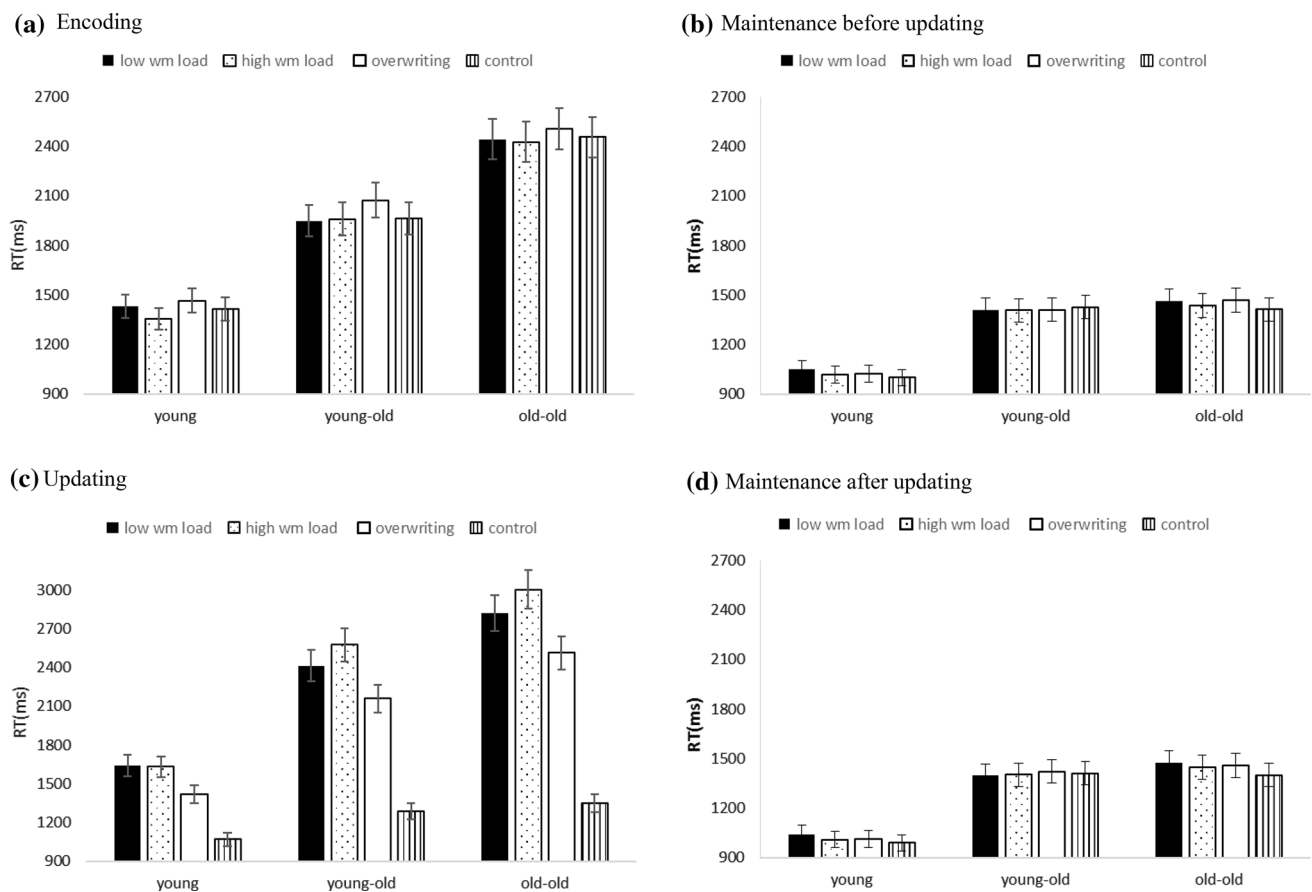 (a) Encoding
low wm load high wm load overwriting control
2700
2400
2100
1800
1500
1200
900
RT(ms)
young young-old old-old
(b) Maintenance before updating
low wm load high wm load overwriting control
2700
2400
2100
1800
1500
1200
900
RT(ms)
young young-old old-old
(c) Updating
low wm load high wm load overwriting control
3000
2700
2400
2100
1800
1500
1200
900
RT(ms)
young young-old old-old
(d) Maintenance after updating
low wm load high wm load overwriting control
2700
2400
2100
1800
1500
1200
900
RT(ms)
young young-old old-old